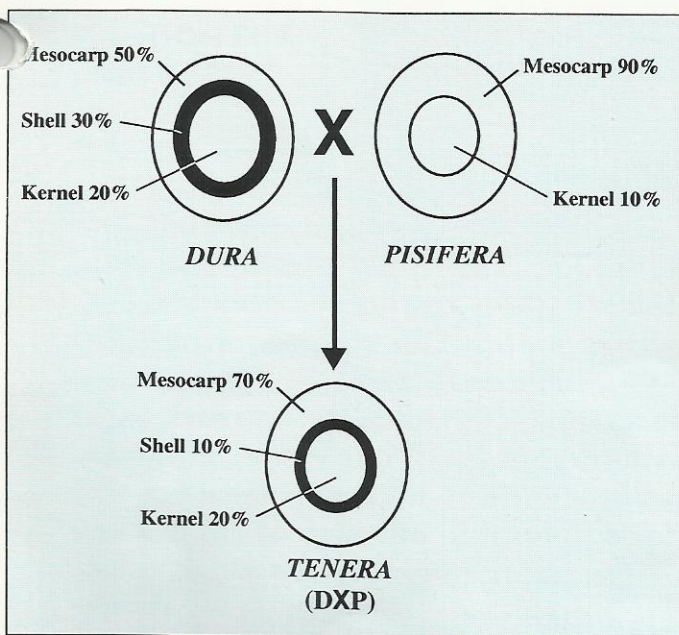 Mesocarp 50%
Shell 30%
Kernel 20%
X
Mesocarp 90%
Kernel 10%
DURA
PISIFERA
Mesocarp 70%
Shell 10%
Kernel 20%
TENERA
(DXP)